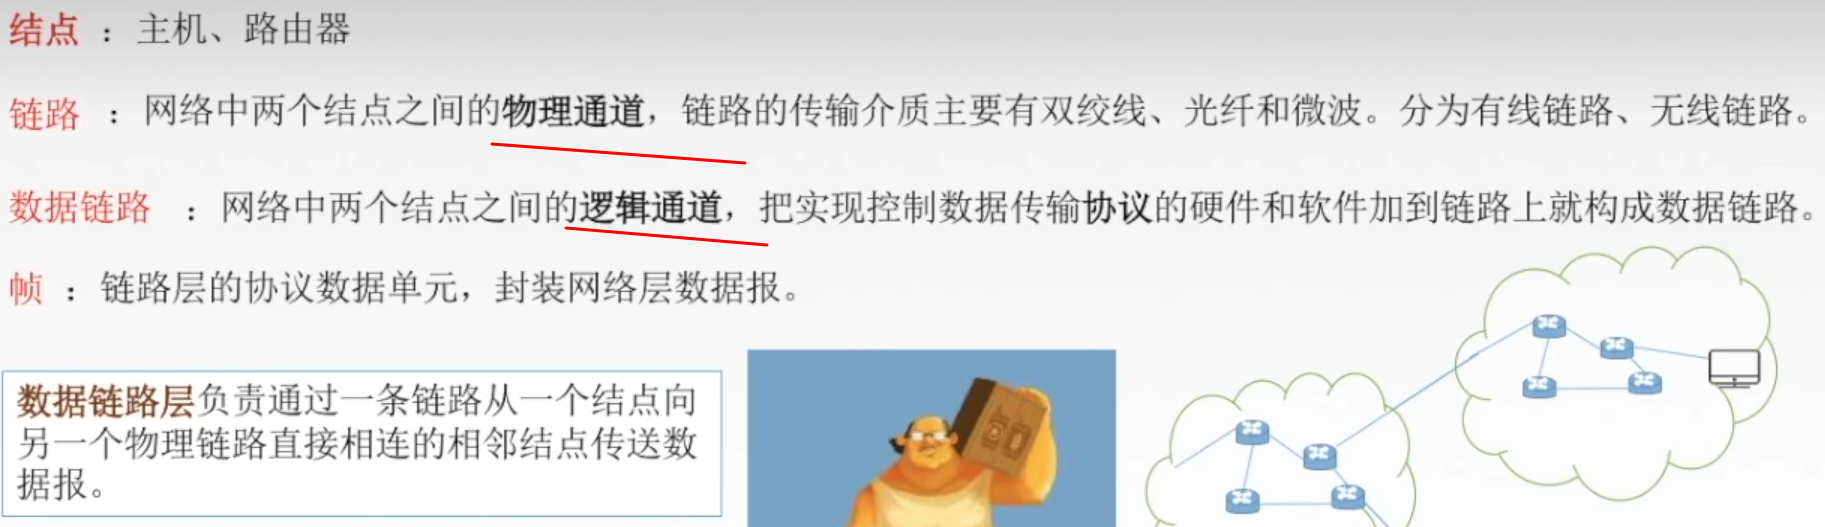 结点 ：主机、路由器
链路 ：网络中两个结点之间的物理通道，链路的传输介质主要有双绞线、光纤和微波。分为有线链路、无线链路。
数据链路 ：网络中两个结点之间的逻辑通道，把实现控制数据传输协议的硬件和软件加到链路上就构成数据链路。
帧 ：链路层的协议数据单元，封装网络层数据报。
数据链路层负责通过一条链路从一个结点向
另一个物理链路直接相连的相邻结点传送数
据报。